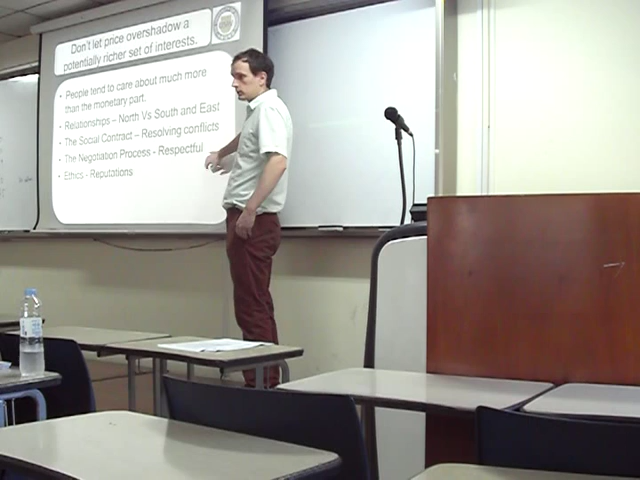 Don't let price overshadow a
potentially richer set of interests.
• People tend to care about much more
than the monetary part.
• Relationships – North Vs South and East
• The Social Contract – Resolving conflicts
• The Negotiation Process - Respectful
• Ethics - Reputations